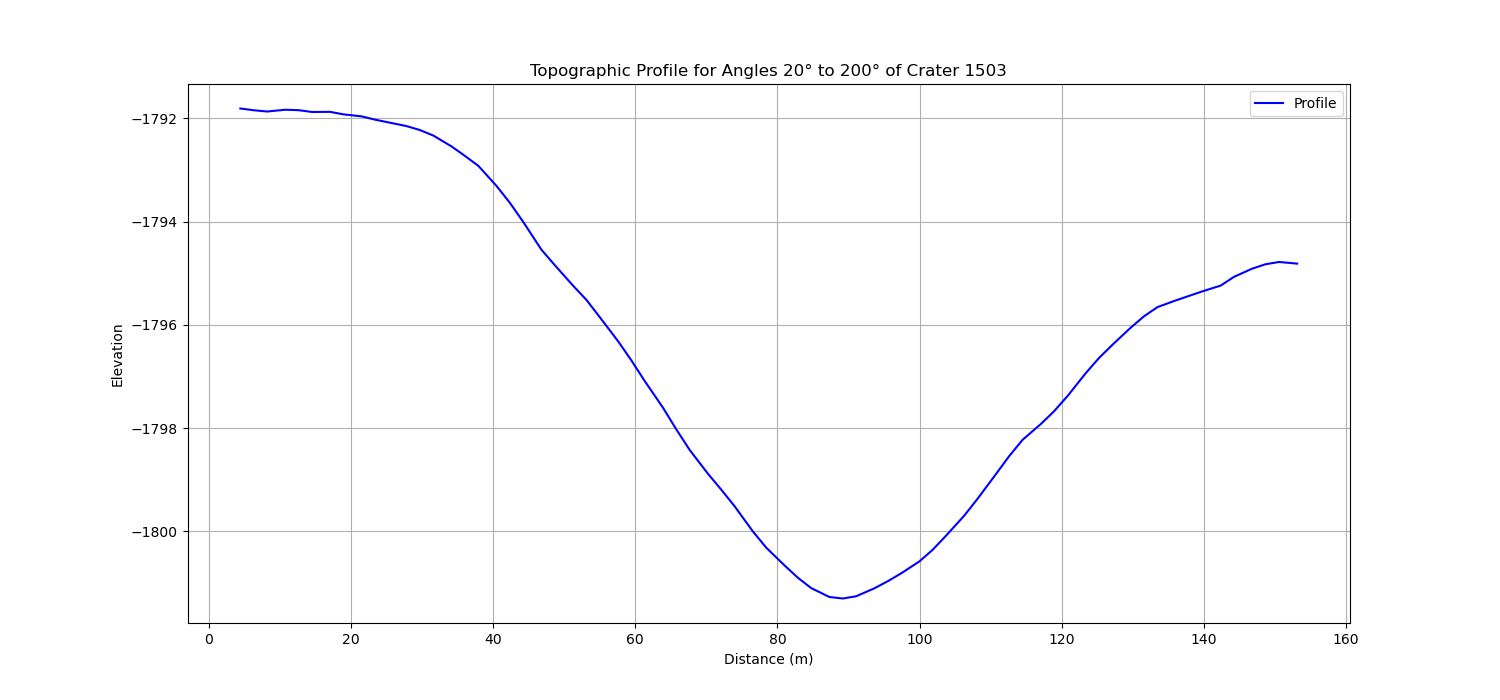 Topographic Profile for Angles 20° to 200° of Crater 1503
Profile
−1792
−1794
−1796
−1798
−1800
Elevation
0 20 40 60 80 100 120 140 160
Distance (m)